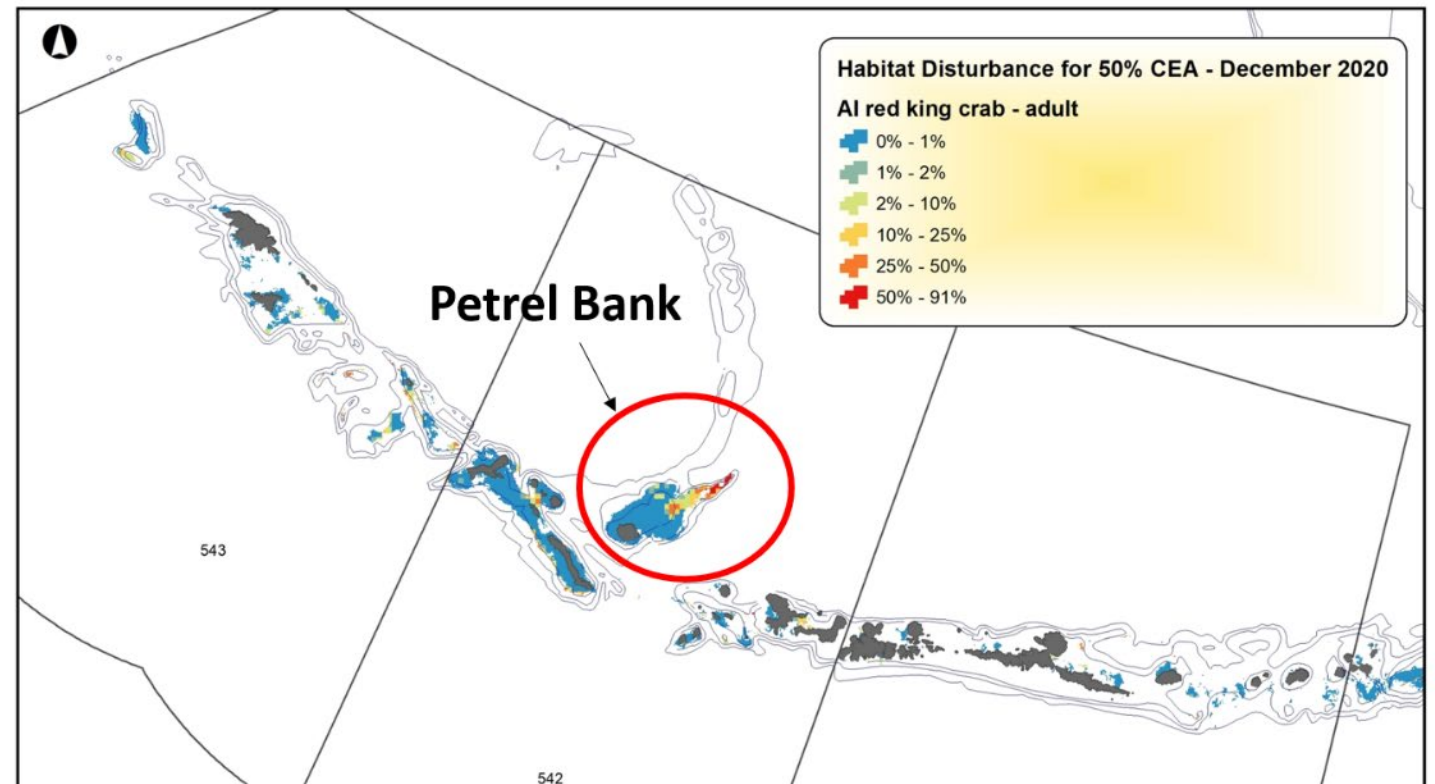 Habitat Disturbance for 50% CEA - December 2020
AI red king crab - adult
0% - 1%
1% - 2%
2% - 10%
10% - 25%
25% - 50%
50% - 91%
Petrel Bank
543
542